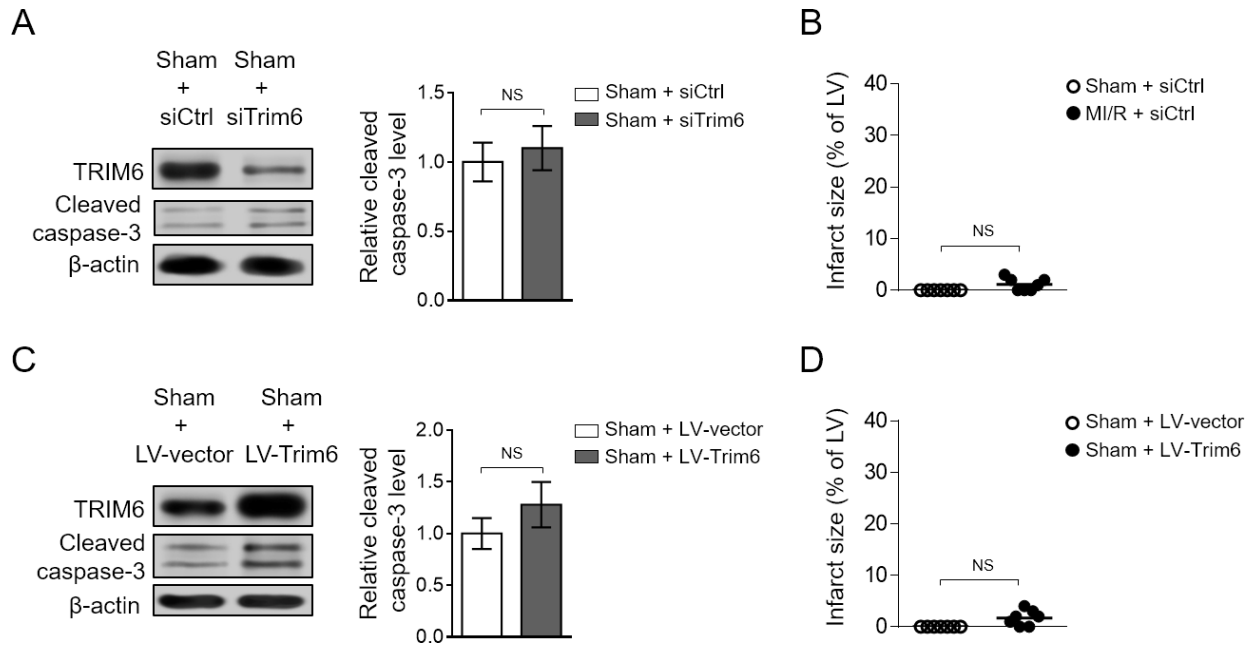 A
Sham
+
siCtrl
Sham
+
siTrim6
TRIM6
Cleaved
caspase-3
β-actin
Relative cleaved
caspase-3 level
1.5
1.0
0.5
0.0
NS
Sham + siCtrl
Sham + siTrim6
B
Infarct size (% of LV)
40
30
20
10
0
NS
Sham + siCtrl
MI/R + siCtrl
C
Sham
+
LV-vector
Sham
+
LV-Trim6
TRIM6
Cleaved
caspase-3
β-actin
Relative cleaved
caspase-3 level
2.0
1.5
1.0
0.5
0.0
NS
Sham + LV-vector
Sham + LV-Trim6
D
Infarct size (% of LV)
40
30
20
10
0
NS
Sham + LV-vector
Sham + LV-Trim6